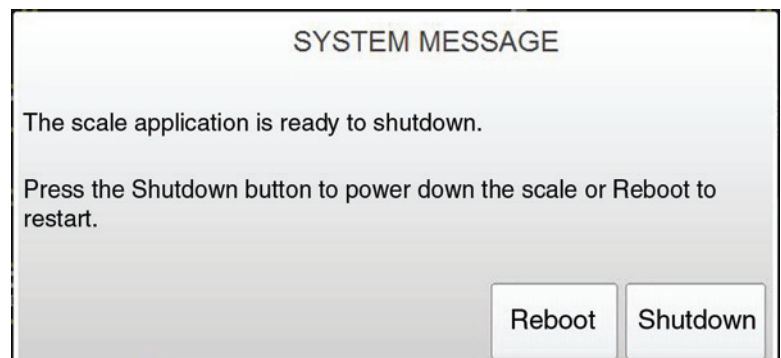 SYSTEM MESSAGE
The scale application is ready to shutdown.
Press the Shutdown button to power down the scale or Reboot to
restart.
Reboot Shutdown